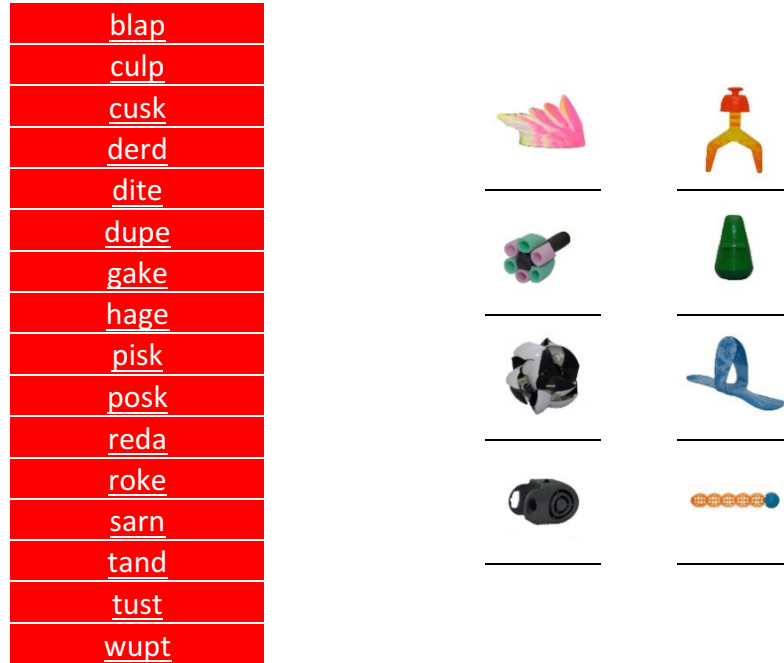 blap
culp
cusk
derd
dite
dupe
gake
hage
pisk
posk
reda
roke
sarn
tand
tust
wupt